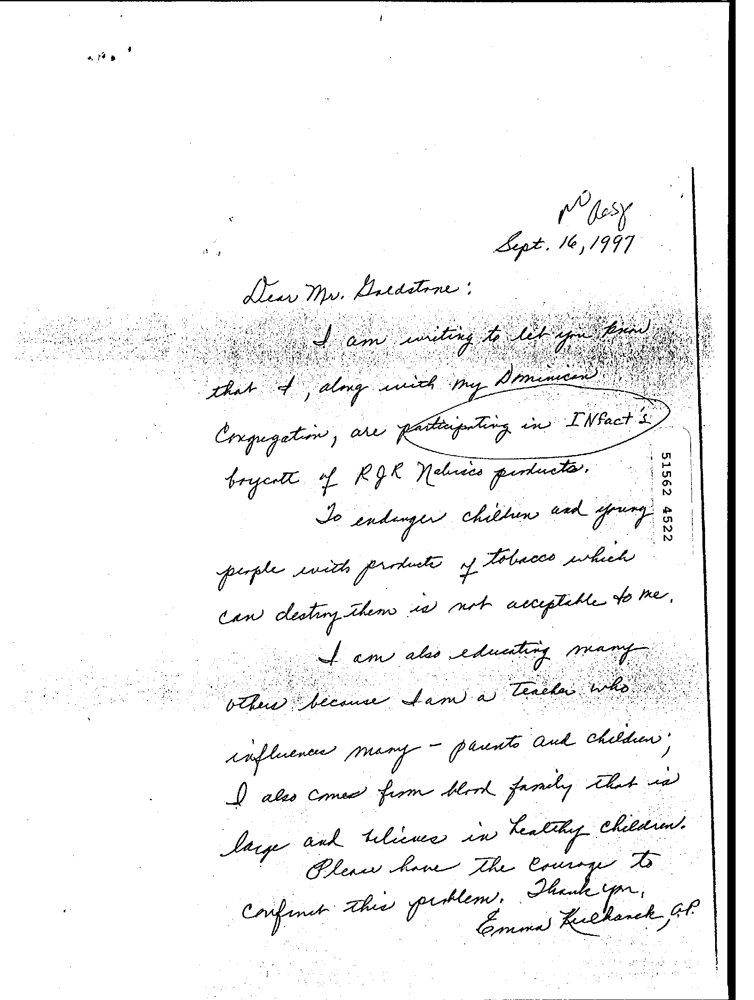 no resp
Sept. 16, 1997
Dear Mr. Goldstone:
I am writing to let you know
that I, along with my Dominican
Congregation, are participating in INfact's
boycott of RJR Nabisco products.
To endanger children and young
people with products of tobacco which
can destroy them is not acceptable to me.
I am also educating many
others because I am a teacher who
influences many – parents and children;
I also comes from blood family that is
large and believes in healthy children.
Please have the courage to
confront this problem. Thank you,
Emma O.P.
51562 4522